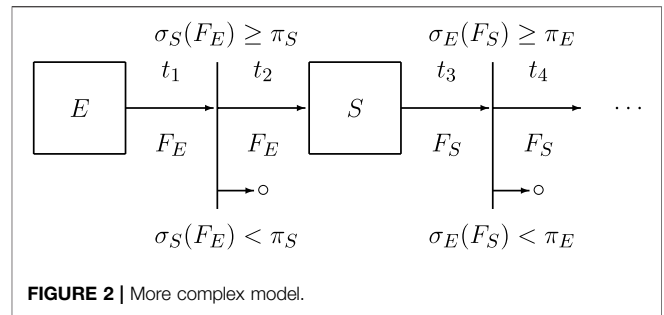 σ_S(F_E) ≥ π_S σ_E(F_S) ≥ π_E
t_1 t_2 t_3 t_4
E S ···
F_E F_E F_S F_S
σ_S(F_E) < π_S σ_E(F_S) < π_E
FIGURE 2 | More complex model.